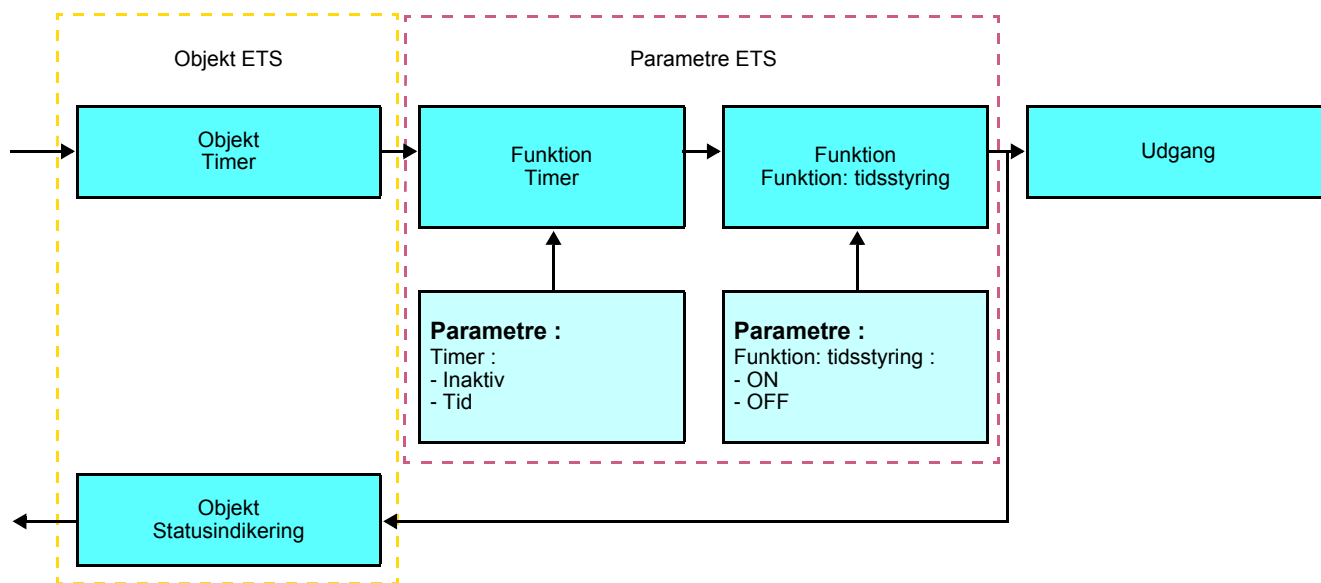 Objekt ETS
Parametre ETS
Objekt
Timer
Funktion
Timer
Funktion
Funktion: tidsstyring
Udgang
Parametre :
Timer :
- Inaktiv
- Tid
Parametre :
Funktion: tidsstyring :
- ON
- OFF
Objekt
Statusindikering